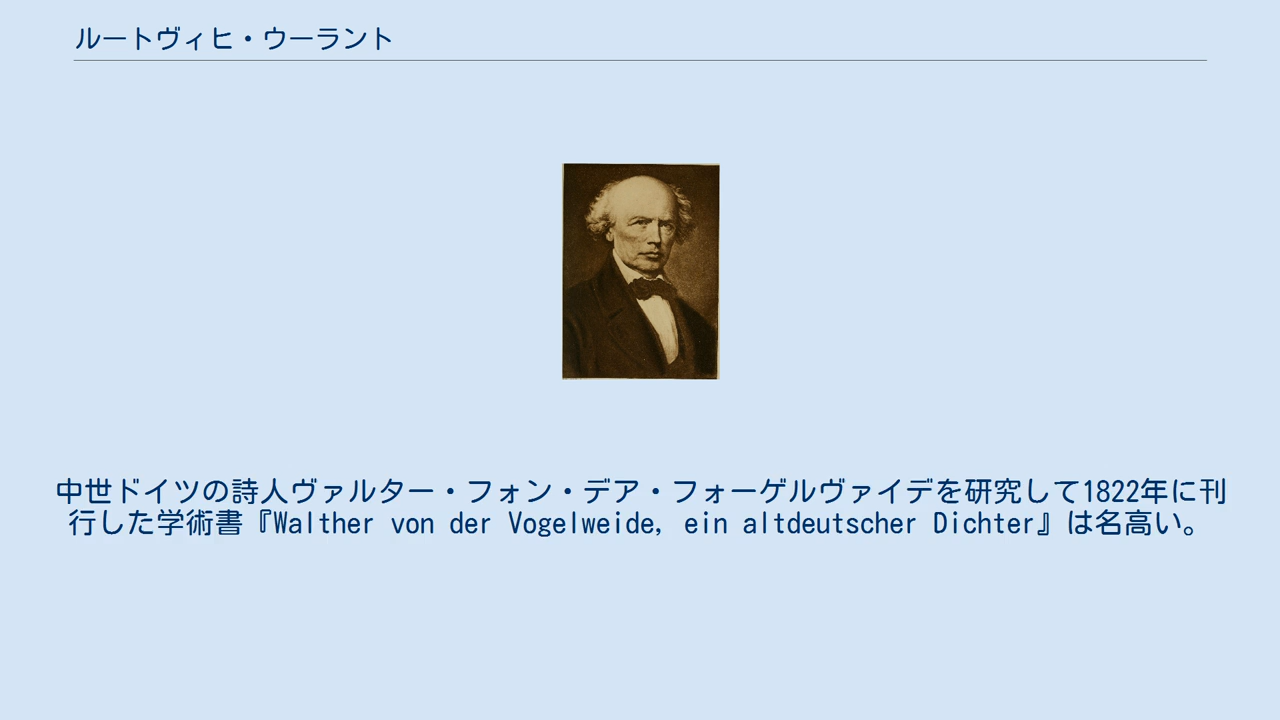 ルートヴィヒ・ウーラント
中世ドイツの詩人ヴァルター・フォン・デア・フォーゲルヴァイデを研究して1822年に刊
行した学術書『Walther von der Vogelweide, ein altdeutscher Dichter』は名高い。